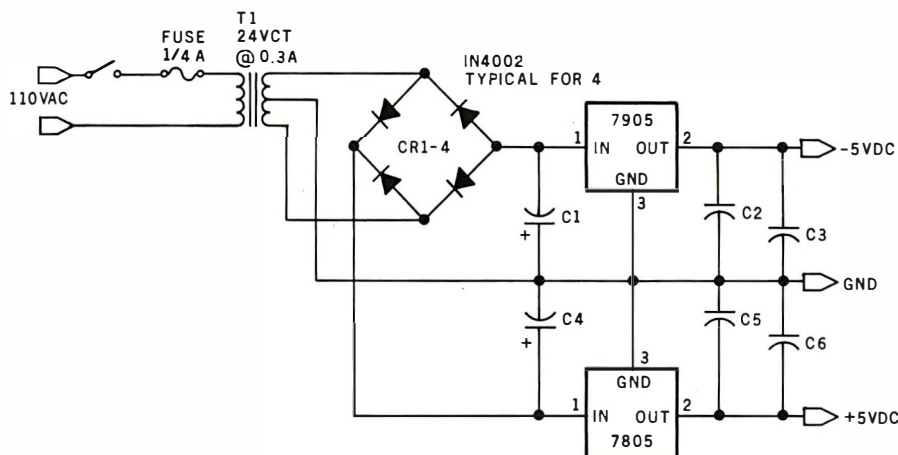 T1
24VCT
@ 0.3A
FUSE
1/4 A
110VAC
IN4002
TYPICAL FOR 4
CR1-4
7905
1
IN
OUT
2
GND
3
-5VDC
C1
+
C2
C3
GND
C4
+
C5
C6
3
GND
1
IN
OUT
2
7805
+5VDC